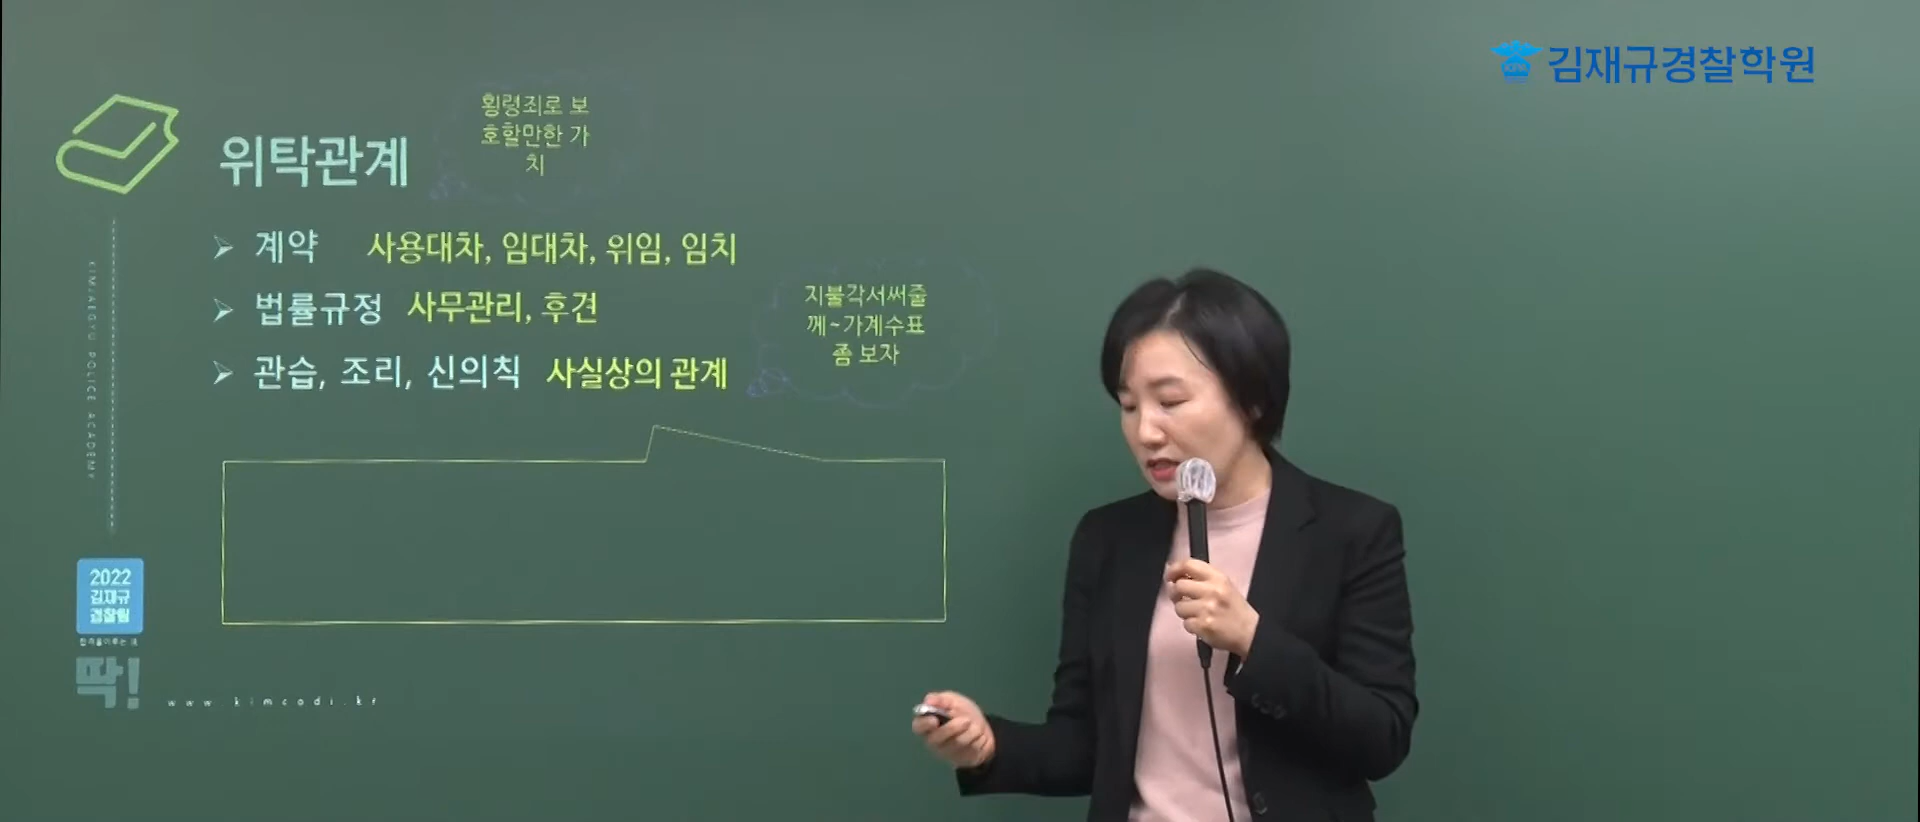 김재규경찰학원
횡령죄로 보
호할만한 가
치
위탁관계
계약 사용대차, 임대차, 위임, 임치
법률규정 사무관리, 후견
관습, 조리, 신의칙 사실상의 관계
지불각서써줄
께~가계수표
좀 보자
KIMJAEGYU POLICE ACADEMY
2022
김재규
경찰팀
딱!
www.kimcodi.kr